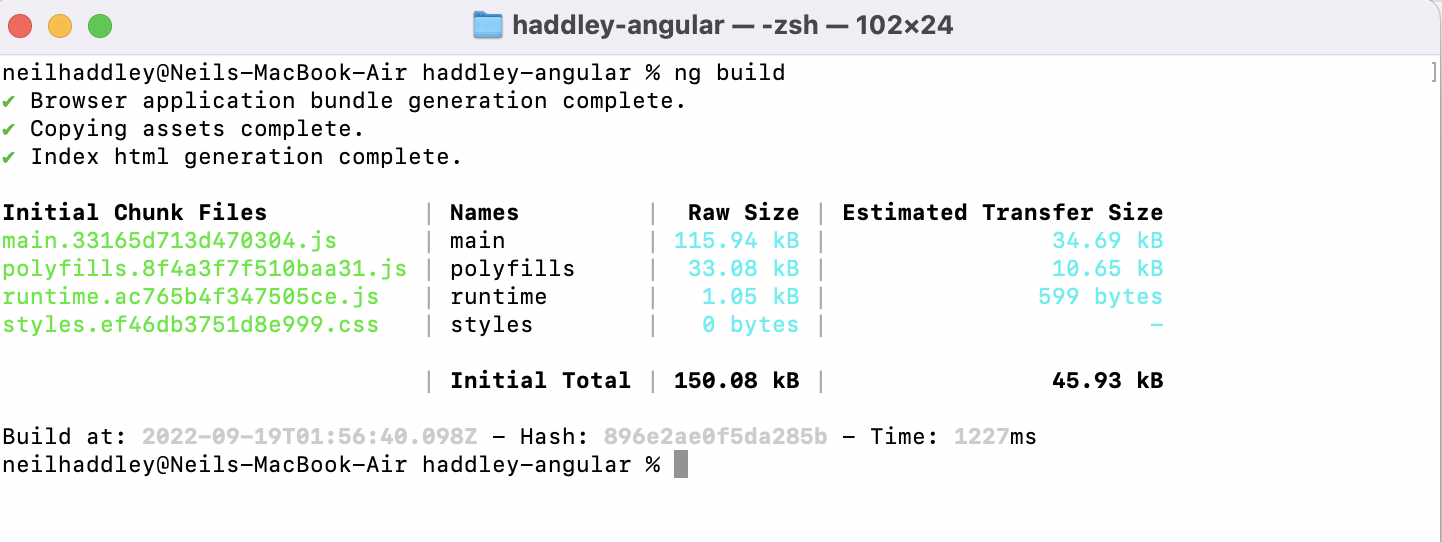 haddley-angular — -zsh — 102×24
neilhaddley@Neils-MacBook-Air haddley-angular % ng build ]
✔ Browser application bundle generation complete.
✔ Copying assets complete.
✔ Index html generation complete.
Initial Chunk Files | Names | Raw Size | Estimated Transfer Size
main.33165d713d470304.js | main | 115.94 kB | 34.69 kB
polyfills.8f4a3f7f510baa31.js | polyfills | 33.08 kB | 10.65 kB
runtime.ac765b4f347505ce.js | runtime | 1.05 kB | 599 bytes
styles.ef46db3751d8e999.css | styles | 0 bytes | -
| Initial Total | 150.08 kB | 45.93 kB
Build at: 2022-09-19T01:56:40.098Z - Hash: 896e2ae0f5da285b - Time: 1227ms
neilhaddley@Neils-MacBook-Air haddley-angular %